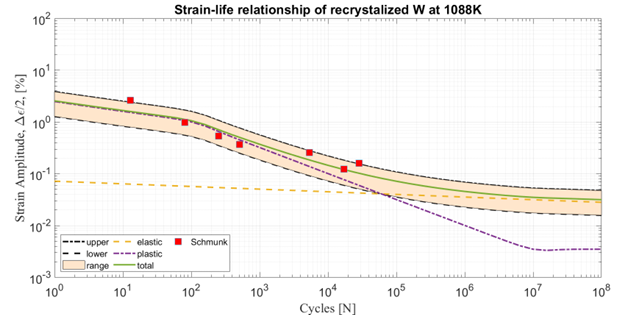 Strain-life relationship of recrystalized W at 1088K
Strain Amplitude, Δϵ/2, [%]
10^2
10^1
10^0
10^-1
10^-2
10^-3
upper elastic Schmunk
lower plastic
range total
10^0 10^1 10^2 10^3 10^4 10^5 10^6 10^7 10^8
Cycles [N]